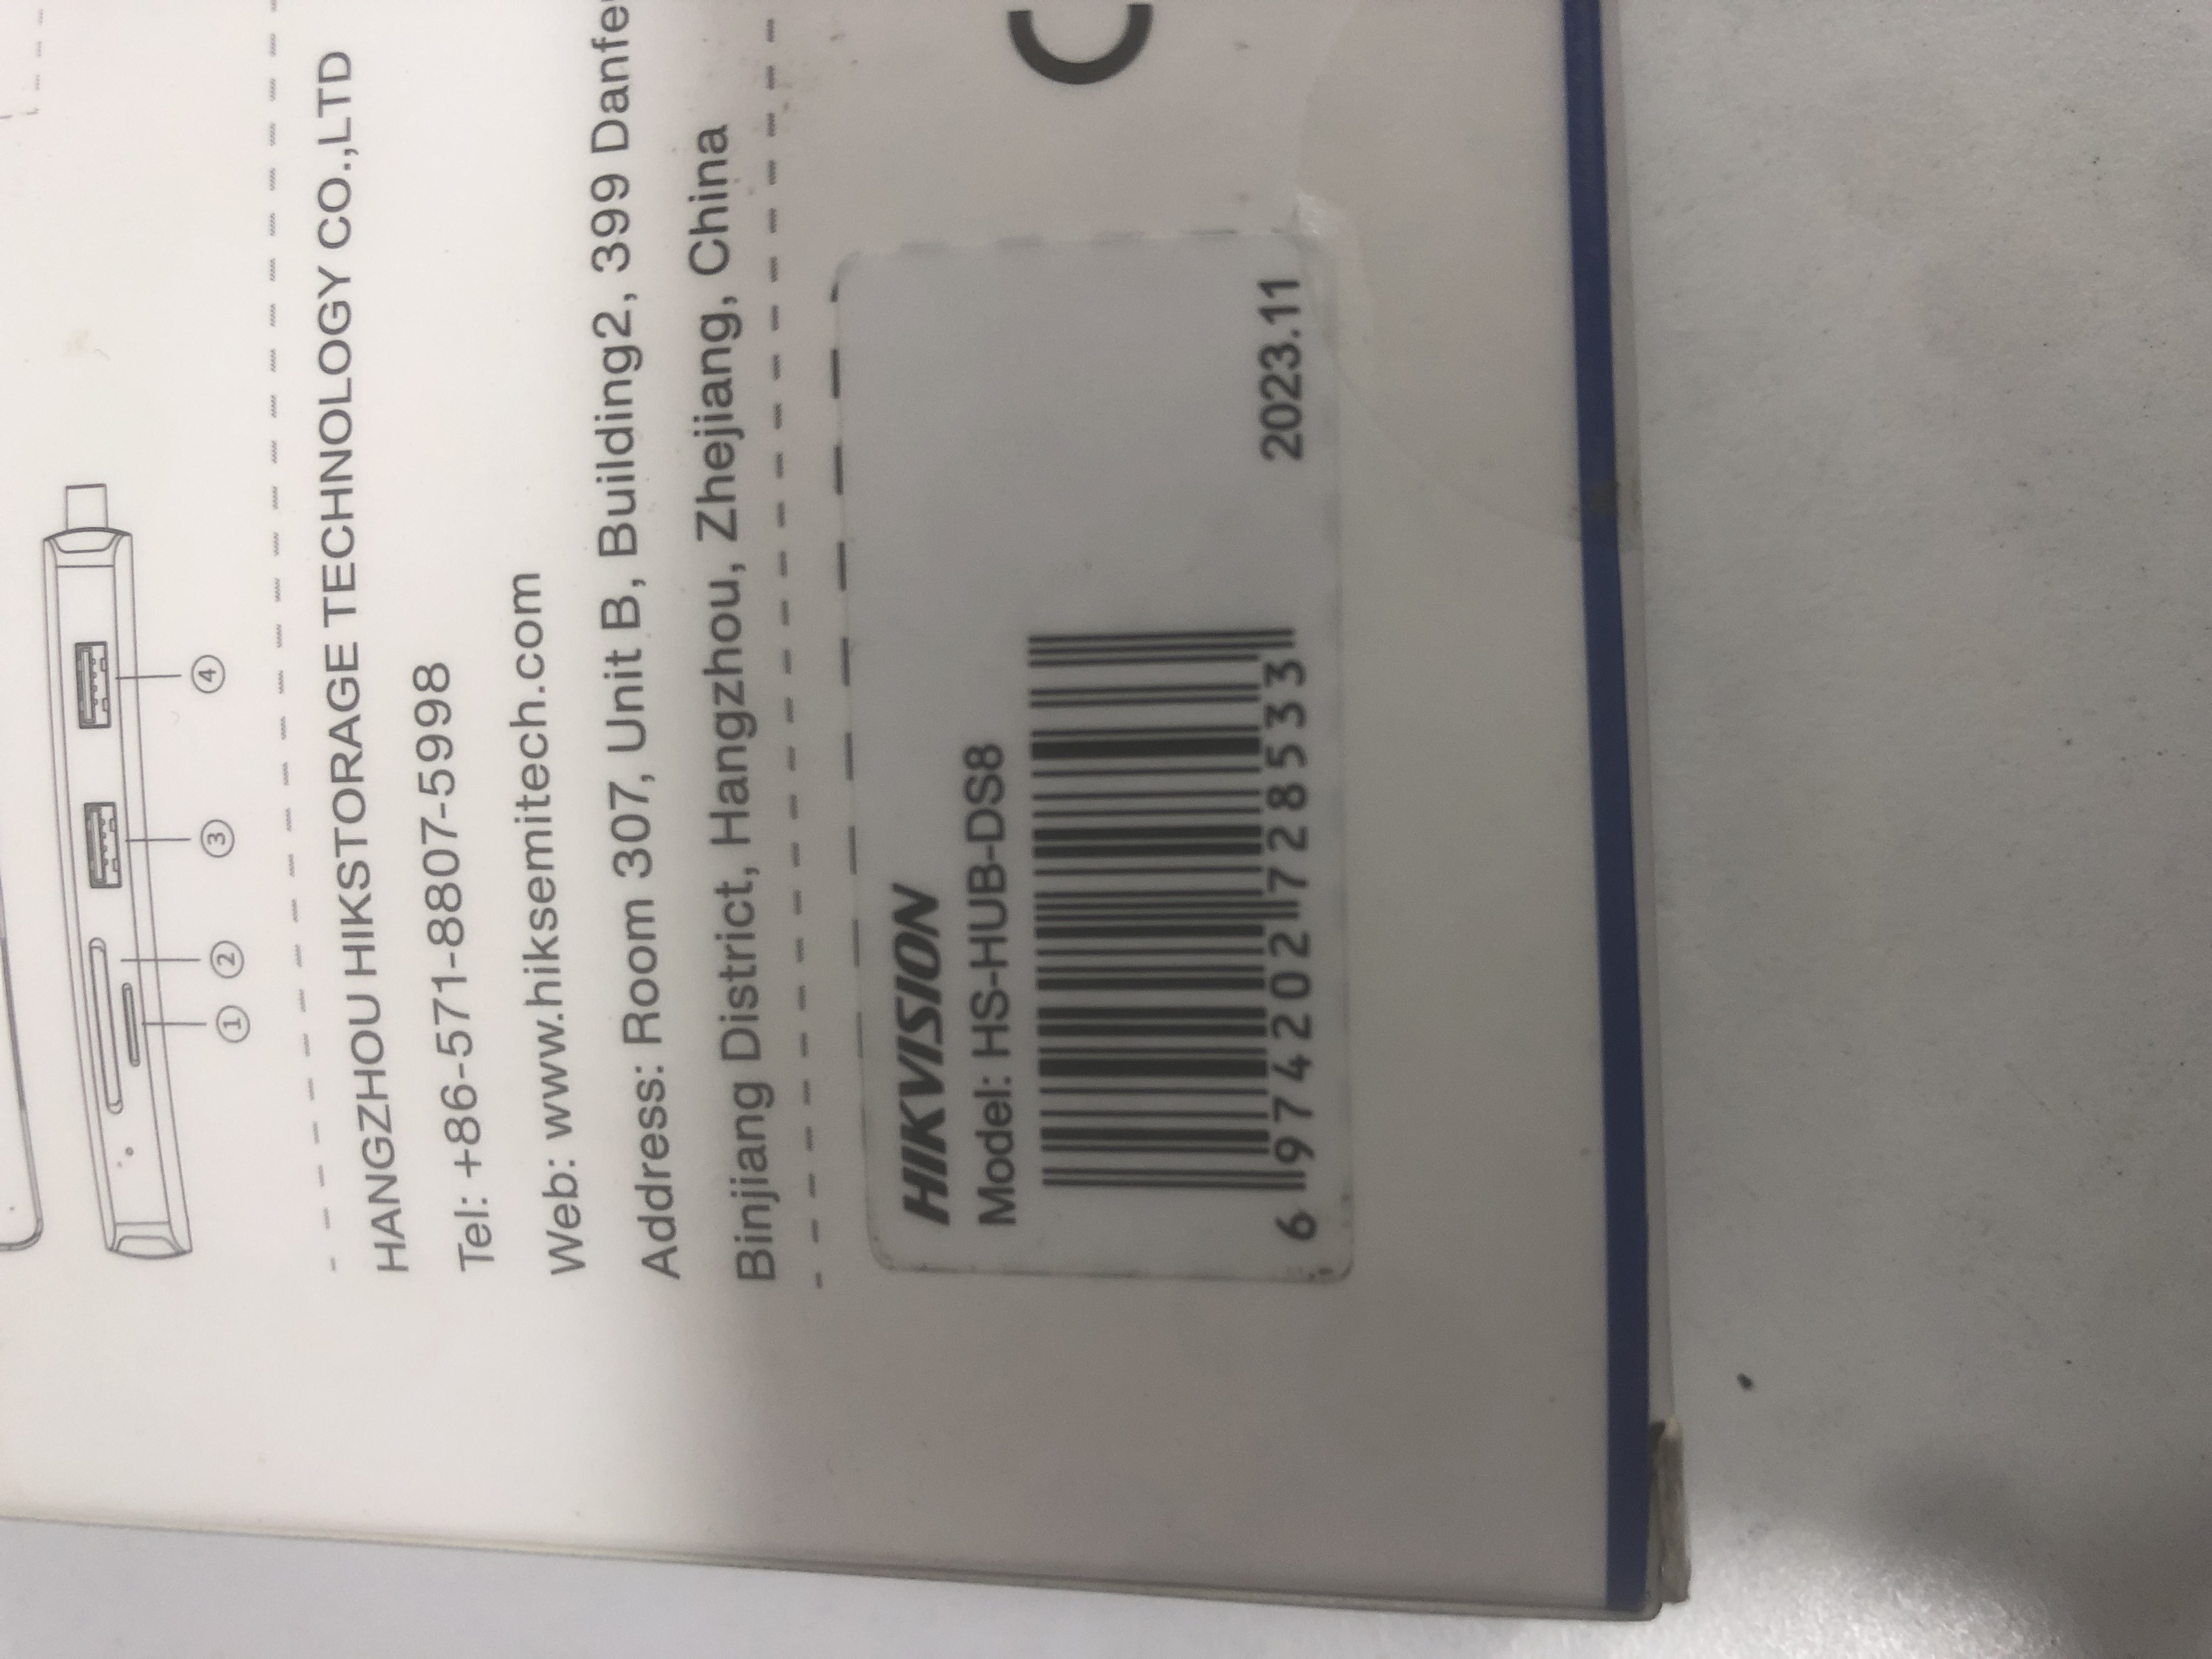 ① ② ③ ④
HANGZHOU HIKSTORAGE TECHNOLOGY CO.,LTD
Tel: +86-571-8807-5998
Web: www.hiksemitech.com
Address: Room 307, Unit B, Building2, 399 Danfe
Binjiang District, Hangzhou, Zhejiang, China
HIKVISION
Model: HS-HUB-DS8
6 974202 728533
2023.11